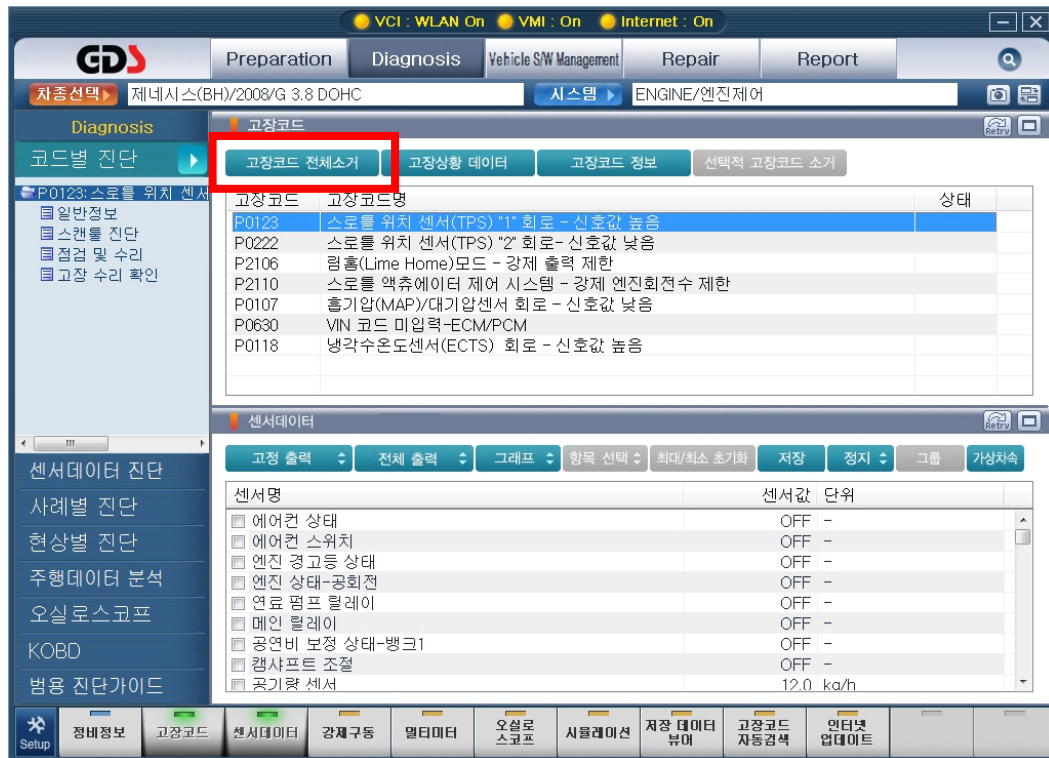 VCI : WLAN On VMI : On Internet : On
GDS Preparation Diagnosis Vehicle S/W Management Repair Report
차종선택 제네시스(BH)/2008/G 3.8 DOHC 시스템 ENGINE/엔진제어
Diagnosis
코드별 진단
P0123:스로틀 위치 센서
일반정보
스캔툴 진단
점검 및 수리
고장 수리 확인
센서데이터 진단
사례별 진단
현상별 진단
주행데이터 분석
오실로스코프
KOBD
범용 진단가이드
고장코드 Retry
고장코드 전체소거 고장상황 데이터 고장코드 정보 선택적 고장코드 소거
고장코드 고장코드명 상태
P0123 스로틀 위치 센서(TPS) "1" 회로 - 신호값 높음
P0222 스로틀 위치 센서(TPS) "2" 회로- 신호값 낮음
P2106 림홈(Lime Home)모드 - 강제 출력 제한
P2110 스로틀 액츄에이터 제어 시스템 - 강제 엔진회전수 제한
P0107 흡기압(MAP)/대기압센서 회로 - 신호값 낮음
P0630 VIN 코드 미입력-ECM/PCM
P0118 냉각수온도센서(ECTS) 회로 - 신호값 높음
센서데이터 Retry
고정 출력 전체 출력 그래프 항목 선택 최대/최소 초기화 저장 정지 그룹 가상차속
센서명 센서값 단위
에어컨 상태 OFF -
에어컨 스위치 OFF -
엔진 경고등 상태 OFF -
엔진 상태-공회전 OFF -
연료 펌프 릴레이 OFF -
메인 릴레이 OFF -
공연비 보정 상태-뱅크1 OFF -
캠샤프트 조절 OFF -
공기량 센서 12.0 kg/h
Setup 정비정보 고장코드 센서데이터 강제구동 멀티미터 오실로 스코프 시뮬레이션 저장 데이터 뷰어 고장코드 자동검색 인터넷 업데이트